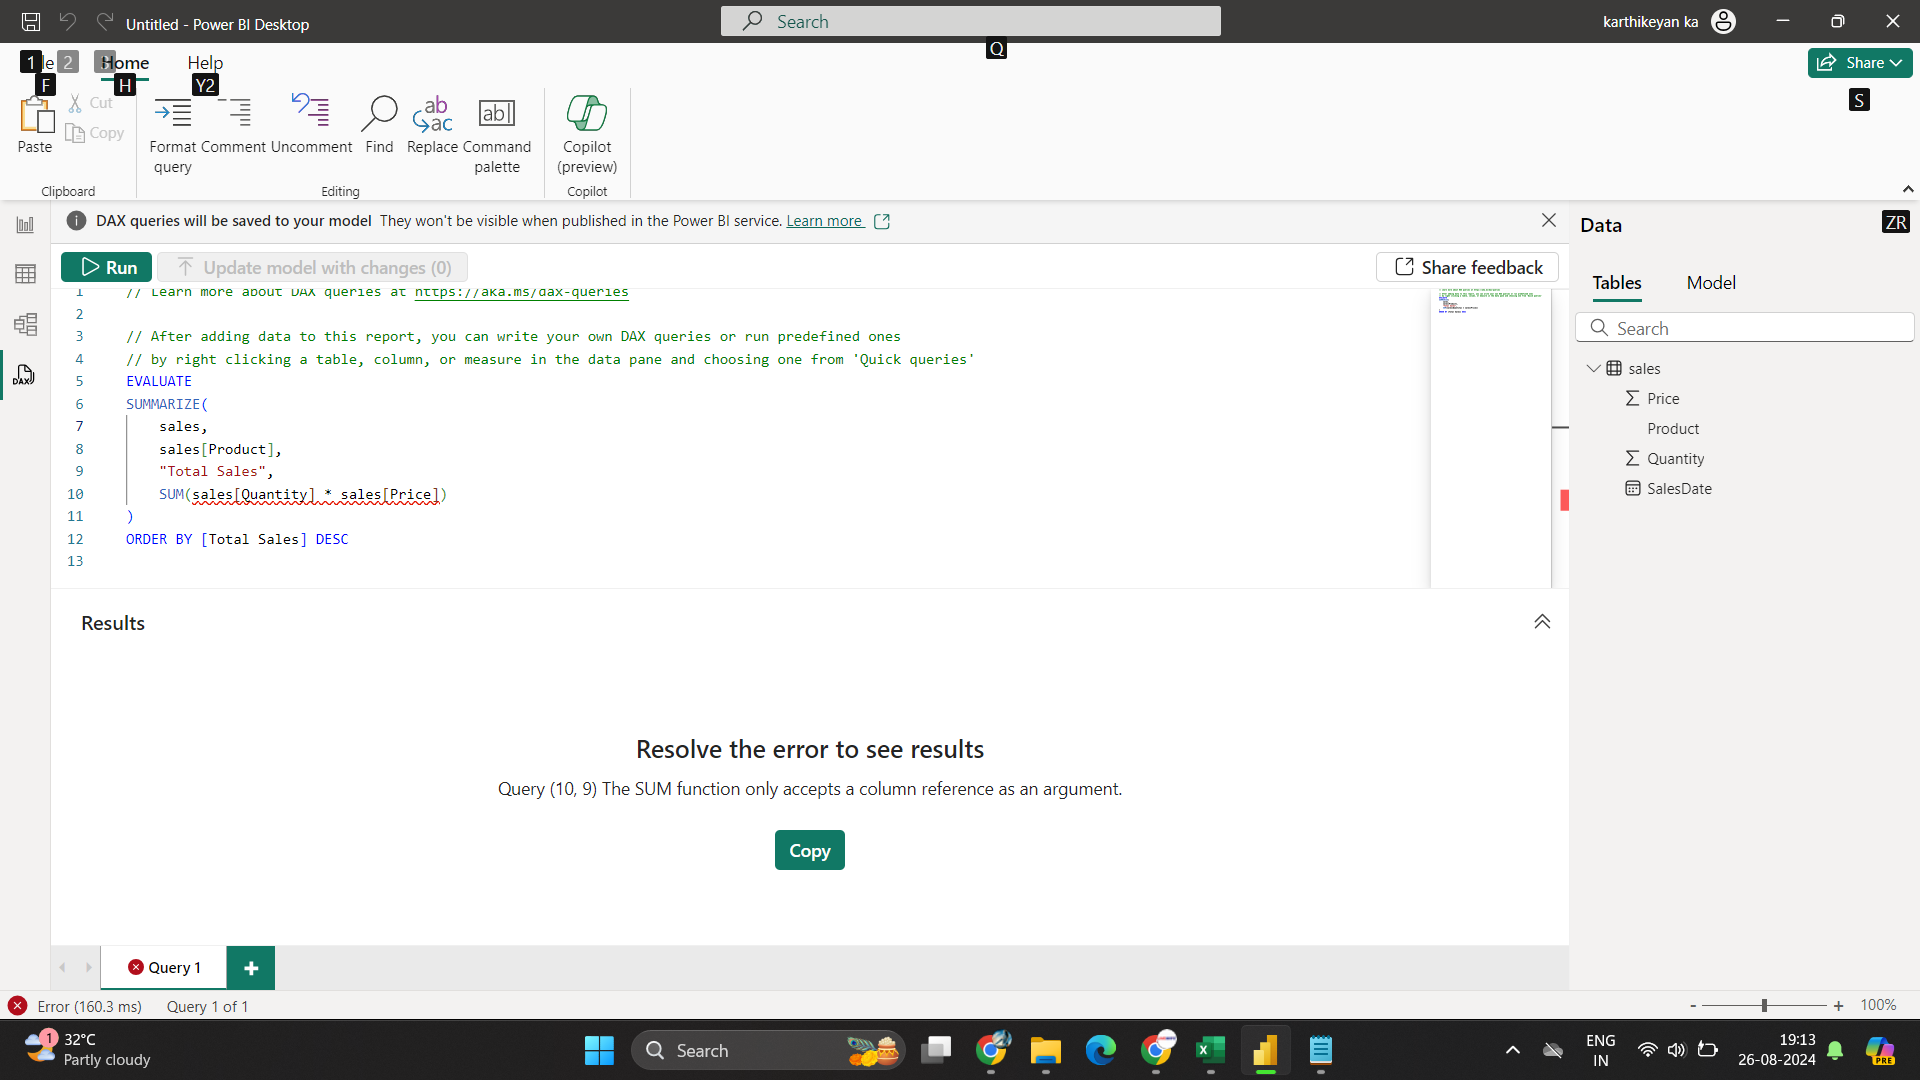 Untitled - Power BI Desktop
Search
karthikeyan ka
Q
1 le 2 Home Help
F H Y2
Share
S
Cut
Copy
Paste
Format query
Comment
Uncomment
Find
Replace
Command palette
Copilot (preview)
Clipboard
Editing
Copilot
DAX queries will be saved to your model They won't be visible when published in the Power BI service. Learn more
Data
ZR
Run
Update model with changes (0)
Share feedback
Tables
Model
Search
1 // Learn more about DAX queries at https://aka.ms/dax-queries
2
3 // After adding data to this report, you can write your own DAX queries or run predefined ones
4 // by right clicking a table, column, or measure in the data pane and choosing one from 'Quick queries'
5 EVALUATE
6 SUMMARIZE(
7 sales,
8 sales[Product],
9 "Total Sales",
10 SUM(sales[Quantity] * sales[Price])
11 )
12 ORDER BY [Total Sales] DESC
13
sales
Price
Product
Quantity
SalesDate
Results
Resolve the error to see results
Query (10, 9) The SUM function only accepts a column reference as an argument.
Copy
Query 1
Error (160.3 ms)
Query 1 of 1
- + 100%
1
32°C
Partly cloudy
Search
ENG
IN
19:13
26-08-2024
PRE
DAX